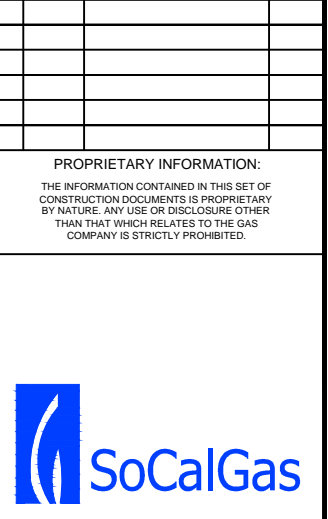 PROPRIETARY INFORMATION:
THE INFORMATION CONTAINED IN THIS SET OF
CONSTRUCTION DOCUMENTS IS PROPRIETARY
BY NATURE. ANY USE OR DISCLOSURE OTHER
THAN THAT WHICH RELATES TO THE GAS
COMPANY IS STRICTLY PROHIBITED.
SoCalGas